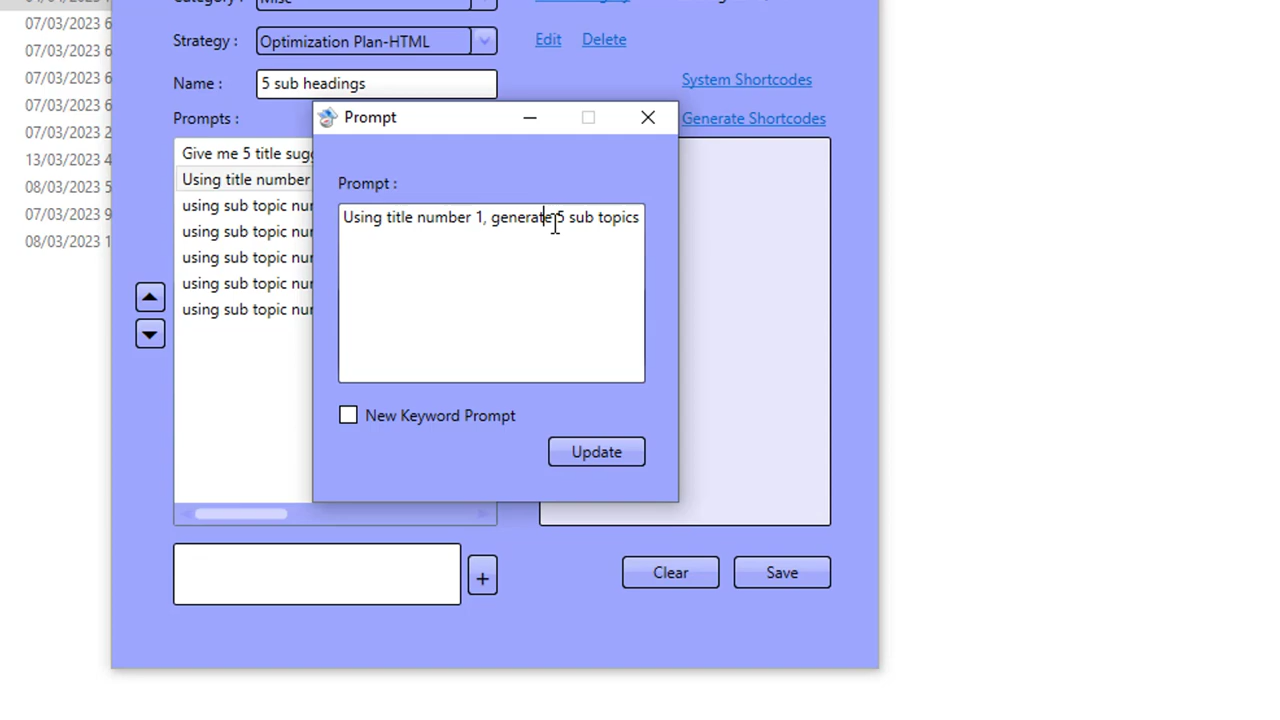 07/03/2023 6
07/03/2023 5
07/03/2023 6
07/03/2023 6
07/03/2023 2
13/03/2023 4
08/03/2023 5
07/03/2023 9
08/03/2023 1
Strategy :
Optimization Plan-HTML
Edit
Delete
Name :
5 sub headings
System Shortcodes
Prompts :
Generate Shortcodes
Give me 5 title sugg
Using title number
using sub topic nu
using sub topic nu
using sub topic nu
using sub topic nu
using sub topic nu
Prompt
Prompt :
Using title number 1, generate 5 sub topics
New Keyword Prompt
Update
+
Clear
Save